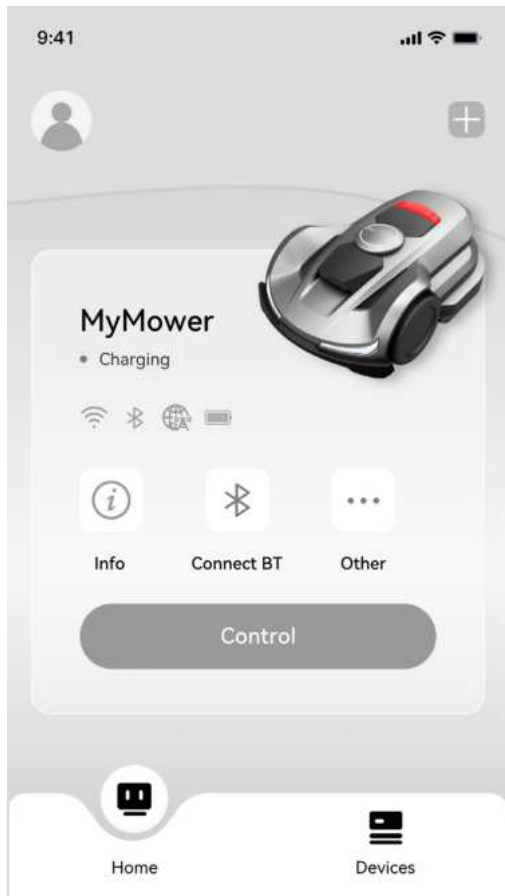 9:41
MyMower
Charging
Info Connect BT Other
Control
Home Devices